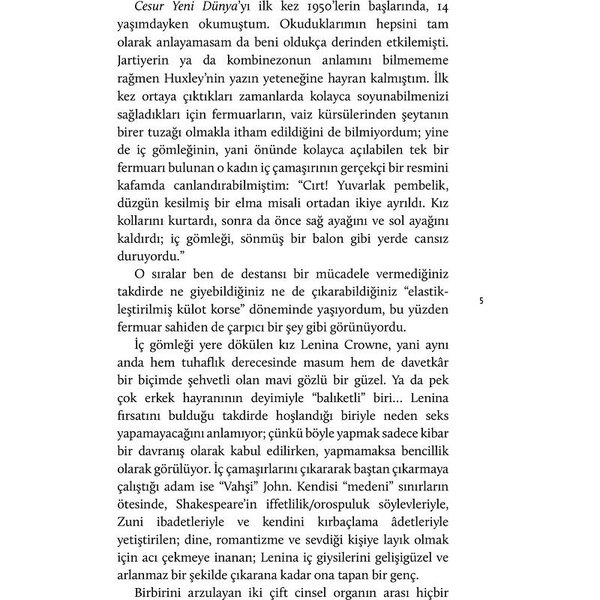 Cesur Yeni Dünya'yı ilk kez 1950'lerin başlarında, 14
yaşımdayken okumuştum. Okuduklarımın hepsini tam
olarak anlayamasam da beni oldukça derinden etkilemişti.
Jartiyerin ya da kombinezonun anlamını bilmememe
rağmen Huxley'nin yazın yeteneğine hayran kalmıştım. İlk
kez ortaya çıktıkları zamanlarda kolayca soyunabilmenizi
sağladıkları için fermuarların, vaiz kürsülerinden şeytanın
birer tuzağı olmakla itham edildiğini de bilmiyordum; yine
de iç gömleğinin, yani önünde kolayca açılabilen tek bir
fermuarı bulunan o kadın iç çamaşırının gerçekçi bir resmini
kafamda canlandırabilmiştim: “Cırt! Yuvarlak pembelik,
düzgün kesilmiş bir elma misali ortadan ikiye ayrıldı. Kız
kollarını kurtardı, sonra da önce sağ ayağını ve sol ayağını
kaldırdı; iç gömleği, sönmüş bir balon gibi yerde cansız
duruyordu.”
O sıralar ben de destansı bir mücadele vermediğiniz
takdirde ne giyebildiğiniz ne de çıkarabildiğiniz “elastik-
leştirilmiş külot korse” döneminde yaşıyordum, bu yüzden
fermuar sahiden de çarpıcı bir şey gibi görünüyordu.
5
İç gömleği yere dökülen kız Lenina Crowne, yani aynı
anda hem tuhaflık derecesinde masum hem de davetkâr
bir biçimde şehvetli olan mavi gözlü bir güzel. Ya da pek
çok erkek hayranının deyimiyle “balıketli” biri... Lenina
fırsatını bulduğu takdirde hoşlandığı biriyle neden seks
yapamayacağını anlamıyor; çünkü böyle yapmak sadece kibar
bir davranış olarak kabul edilirken, yapmamaksa bencillik
olarak görülüyor. İç çamaşırlarını çıkararak baştan çıkarmaya
çalıştığı adam ise “Vahşi” John. Kendisi “medeni” sınırların
ötesinde, Shakespeare'in iffetlilik/orospuluk söylevleriyle,
Zuni ibadetleriyle ve kendini kırbaçlama âdetleriyle
yetiştirilen; dine, romantizme ve sevdiği kişiye layık olmak
için acı çekmeye inanan; Lenina iç giysilerini gelişigüzel ve
arlanmaz bir şekilde çıkarana kadar ona tapan bir genç.
Birbirini arzulayan iki çift cinsel organın arası hiçbir